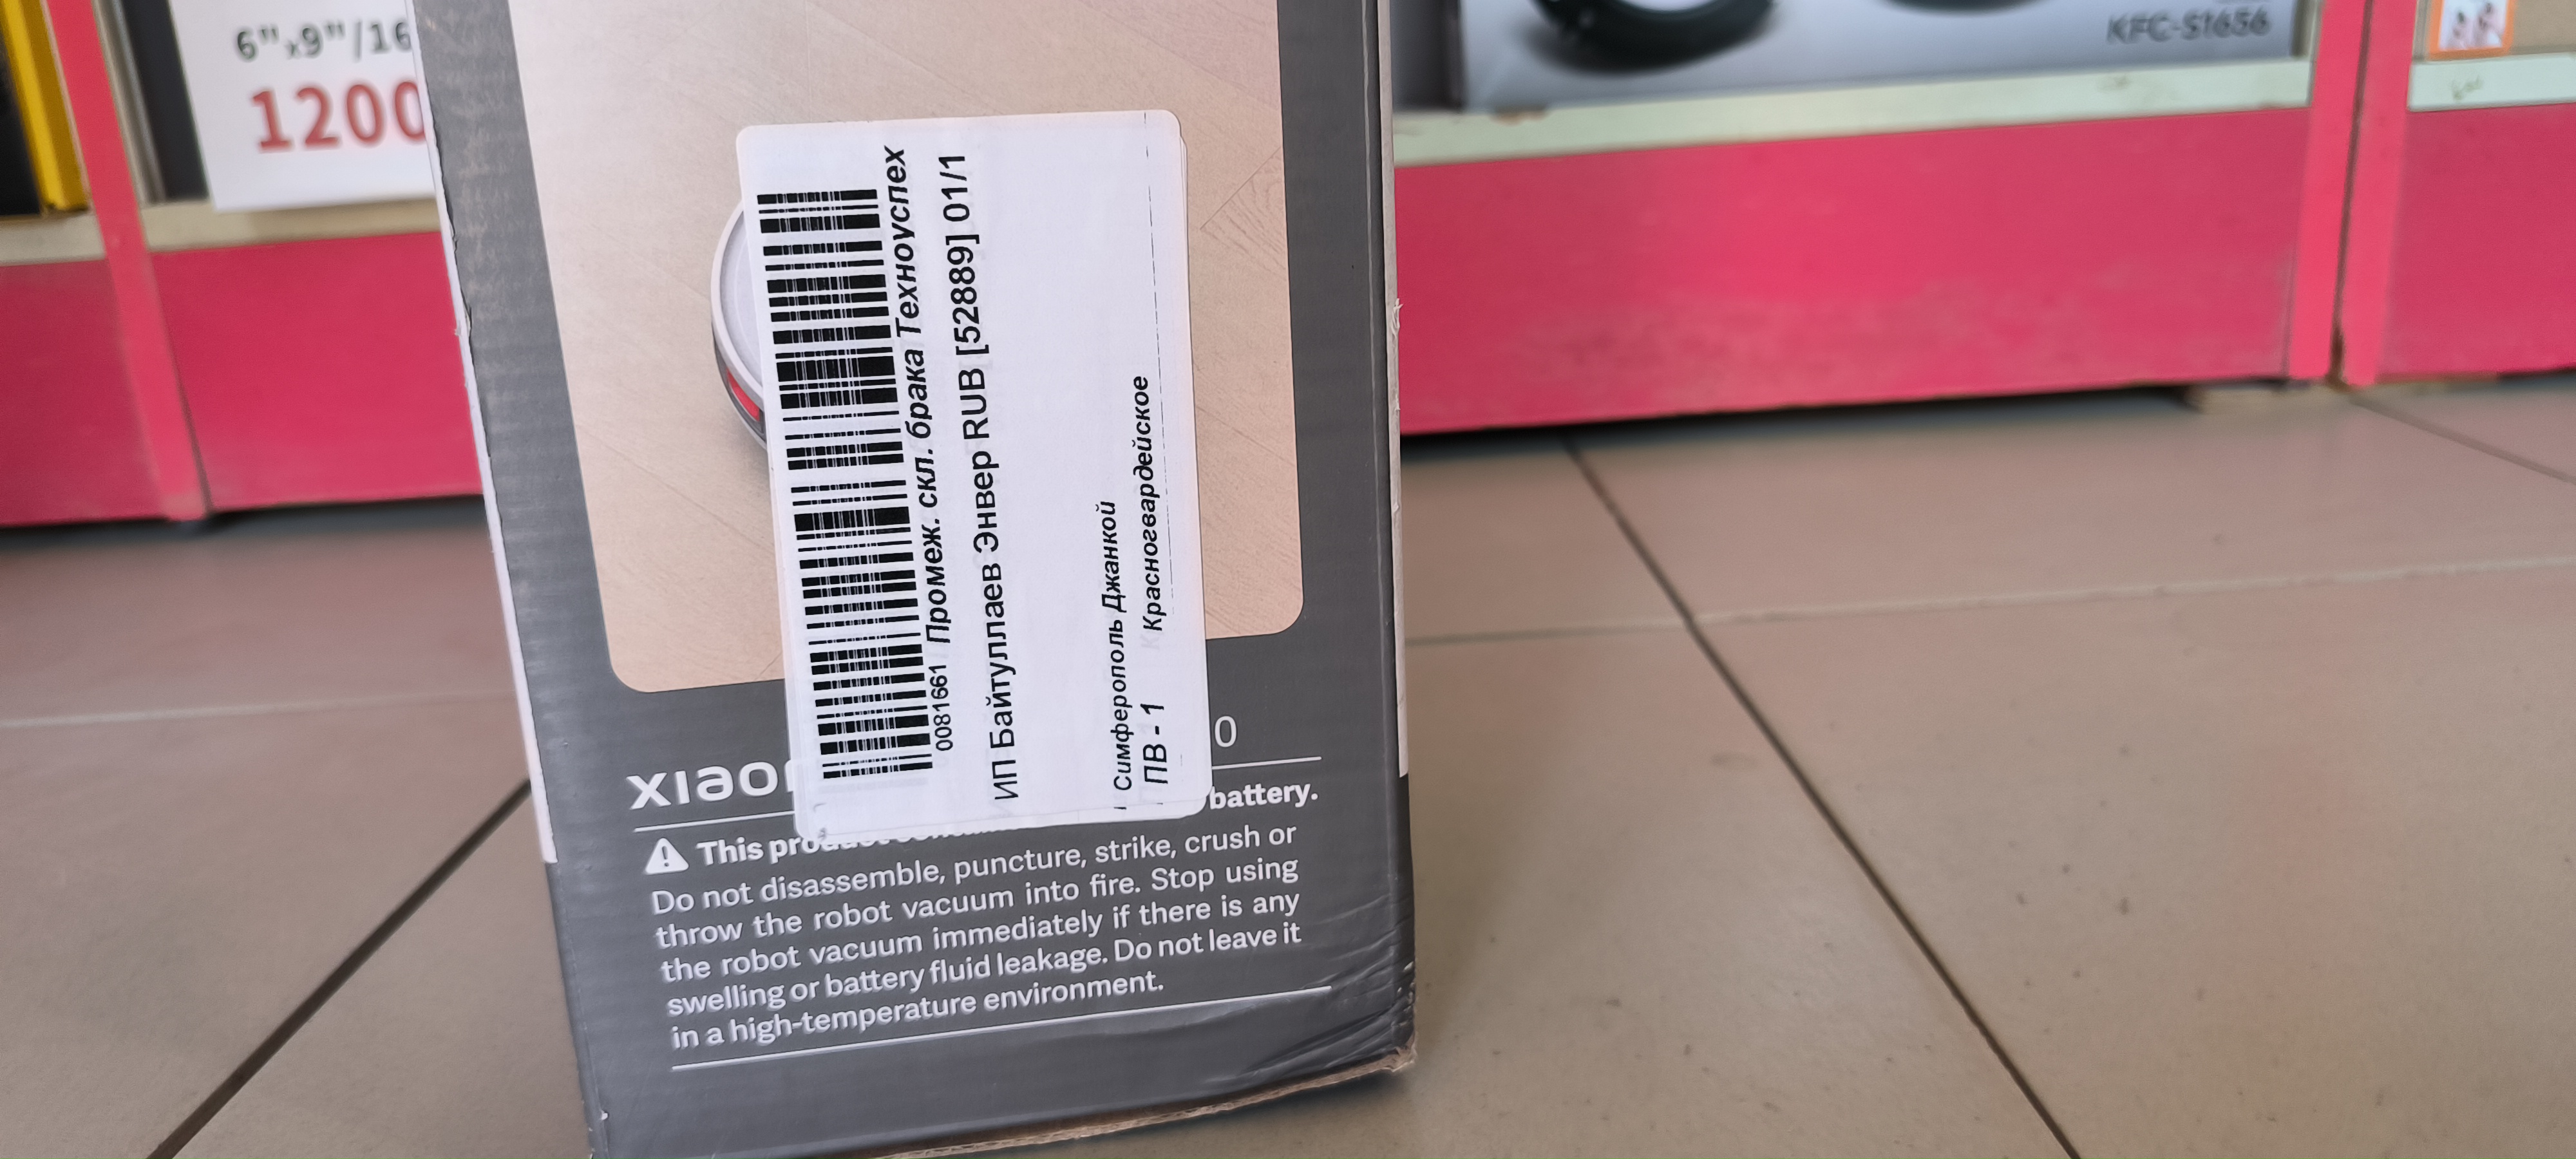 6"x9"/16
1200
KFC-S1656
0081661 Промеж. скл. брака Техноуспех
ИП Байтуллаев Энвер RUB [52889] 01/1
Симферополь Джанкой
ПВ - 1 Красногвардейское
0
This battery.
Do not disassemble, puncture, strike, crush or
throw the robot vacuum into fire. Stop using
the robot vacuum immediately if there is any
swelling or battery fluid leakage. Do not leave it
in a high-temperature environment.